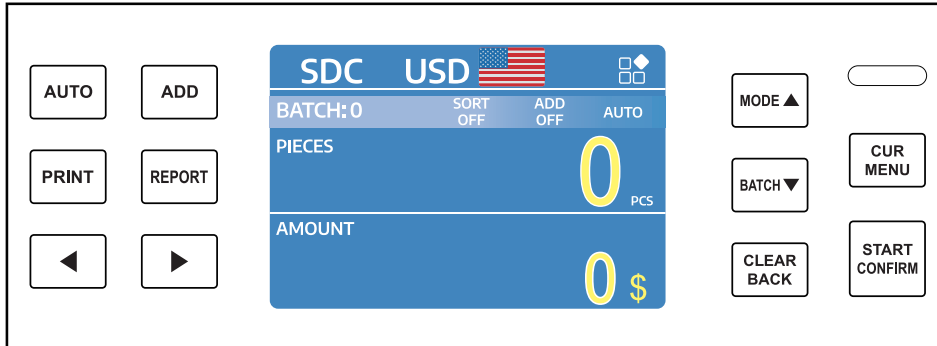 AUTO
ADD
PRINT
REPORT
SDC USD
BATCH: 0
SORT
OFF
ADD
OFF
AUTO
PIECES
0
PCS
AMOUNT
0 $
MODE ▲
BATCH ▼
CLEAR
BACK
CUR
MENU
START
CONFIRM